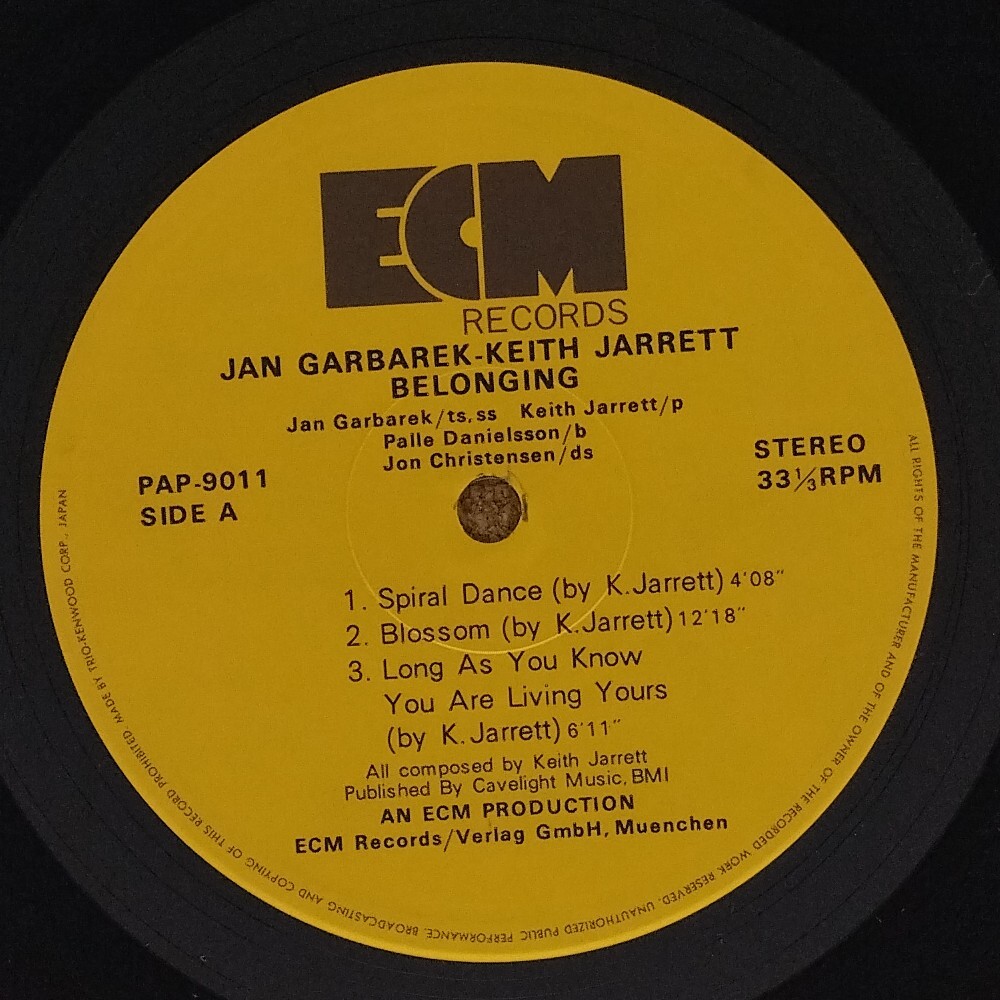 ECM
RECORDS
JAN GARBAREK-KEITH JARRETT
BELONGING
Jan Garbarek/ts,ss Keith Jarrett/p
Palle Danielsson/b
Jon Christensen/ds
PAP-9011
SIDE A
STEREO
33⅓RPM
1. Spiral Dance (by K.Jarrett) 4'08"
2. Blossom (by K.Jarrett) 12'18"
3. Long As You Know
You Are Living Yours
(by K.Jarrett) 6'11"
All composed by Keith Jarrett
Published By Cavelight Music, BMI
AN ECM PRODUCTION
ECM Records/Verlag GmbH, Muenchen
ALL RIGHTS OF THE MANUFACTURER AND OF THE OWNER OF THE RECORDED WORK RESERVED. UNAUTHORIZED PUBLIC PERFORMANCE, BROADCASTING AND COPYING OF THIS RECORD PROHIBITED. MADE BY TRIO-KENWOOD CORP., JAPAN